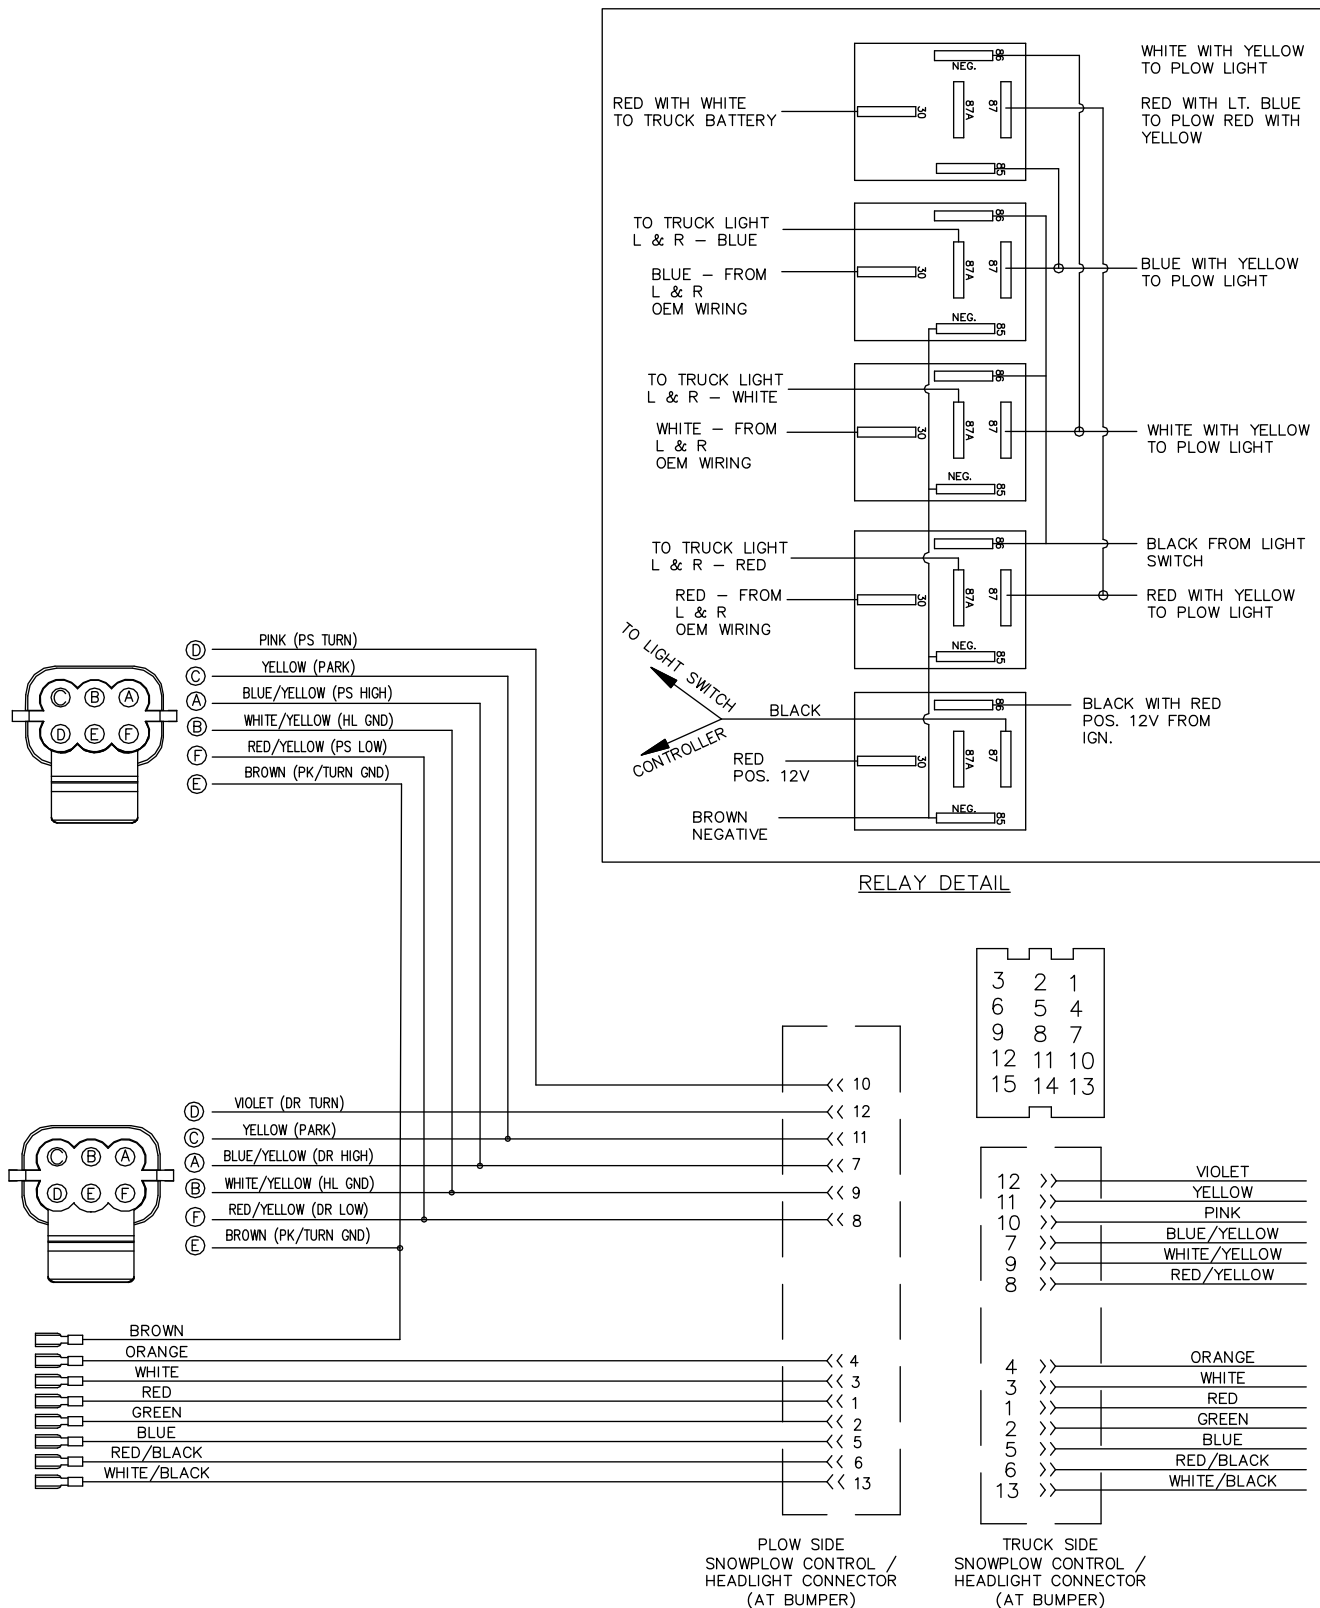 WHITE WITH YELLOW
TO PLOW LIGHT
RED WITH LT. BLUE
TO PLOW RED WITH
YELLOW
RED WITH WHITE
TO TRUCK BATTERY
86
NEG.
30
87A
87
85
TO TRUCK LIGHT
L & R – BLUE
BLUE – FROM
L & R
OEM WIRING
86
30
87A
87
NEG.
85
BLUE WITH YELLOW
TO PLOW LIGHT
TO TRUCK LIGHT
L & R – WHITE
WHITE – FROM
L & R
OEM WIRING
86
30
87A
87
NEG.
85
WHITE WITH YELLOW
TO PLOW LIGHT
TO TRUCK LIGHT
L & R – RED
RED – FROM
L & R
OEM WIRING
86
30
87A
87
NEG.
85
BLACK FROM LIGHT
SWITCH
RED WITH YELLOW
TO PLOW LIGHT
TO LIGHT SWITCH
CONTROLLER
BLACK
RED
POS. 12V
BROWN
NEGATIVE
86
30
87A
87
NEG.
85
BLACK WITH RED
POS. 12V FROM
IGN.
RELAY DETAIL
C B A
D E F
D PINK (PS TURN)
C YELLOW (PARK)
A BLUE/YELLOW (PS HIGH)
B WHITE/YELLOW (HL GND)
F RED/YELLOW (PS LOW)
E BROWN (PK/TURN GND)
3 2 1
6 5 4
9 8 7
12 11 10
15 14 13
C B A
D E F
D VIOLET (DR TURN)
C YELLOW (PARK)
A BLUE/YELLOW (DR HIGH)
B WHITE/YELLOW (HL GND)
F RED/YELLOW (DR LOW)
E BROWN (PK/TURN GND)
10
12
11
7
9
8
BROWN
ORANGE
WHITE
RED
GREEN
BLUE
RED/BLACK
WHITE/BLACK
4
3
1
2
5
6
13
PLOW SIDE
SNOWPLOW CONTROL /
HEADLIGHT CONNECTOR
(AT BUMPER)
12 VIOLET
11 YELLOW
10 PINK
7 BLUE/YELLOW
9 WHITE/YELLOW
8 RED/YELLOW
4 ORANGE
3 WHITE
1 RED
2 GREEN
5 BLUE
6 RED/BLACK
13 WHITE/BLACK
TRUCK SIDE
SNOWPLOW CONTROL /
HEADLIGHT CONNECTOR
(AT BUMPER)